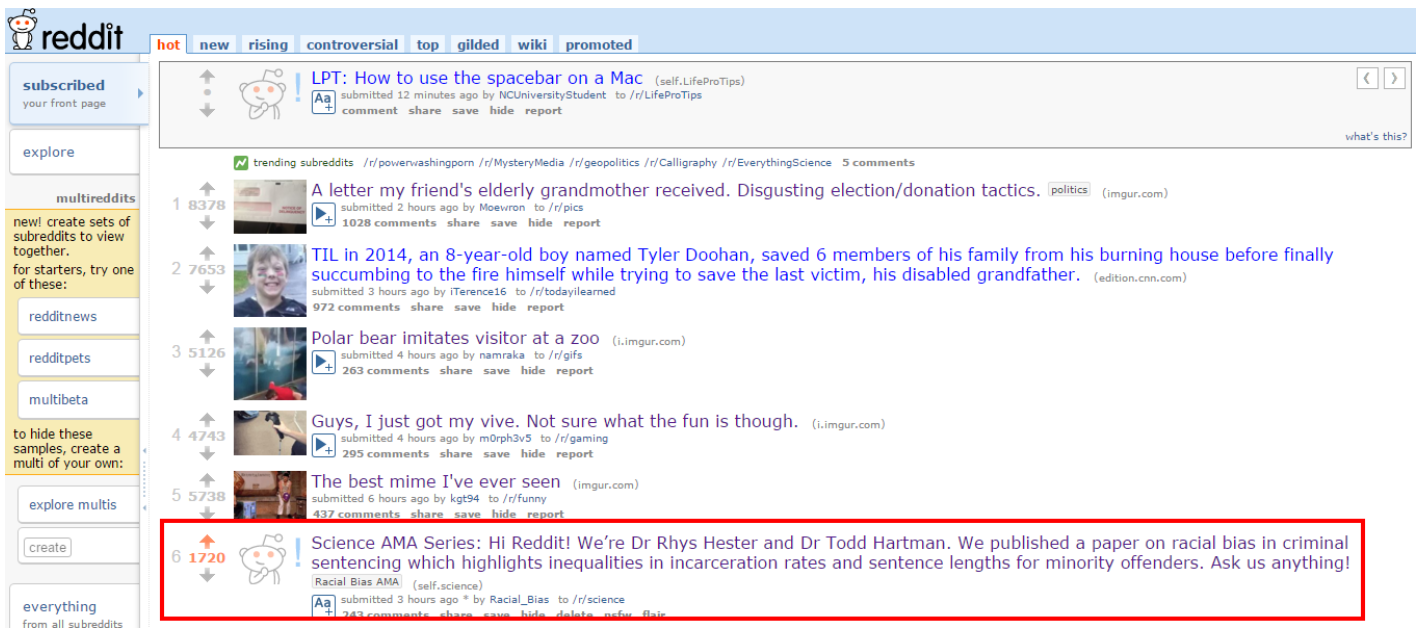 reddit
hot new rising controversial top gilded wiki promoted
subscribed
your front page
explore
multireddits
new! create sets of
subreddits to view
together.
for starters, try one
of these:
redditnews
redditpets
multibeta
to hide these
samples, create a
multi of your own:
explore multis
create
everything
from all subreddits
LPT: How to use the spacebar on a Mac (self.LifeProTips)
Aa+ submitted 12 minutes ago by NCUniversityStudent to /r/LifeProTips
comment share save hide report
what's this?
trending subreddits /r/powerwashingporn /r/MysteryMedia /r/geopolitics /r/Calligraphy /r/EverythingScience 5 comments
1 8378
A letter my friend's elderly grandmother received. Disgusting election/donation tactics. politics (imgur.com)
submitted 2 hours ago by Moewron to /r/pics
1028 comments share save hide report
2 7653
TIL in 2014, an 8-year-old boy named Tyler Doohan, saved 6 members of his family from his burning house before finally
succumbing to the fire himself while trying to save the last victim, his disabled grandfather. (edition.cnn.com)
submitted 3 hours ago by iTerence16 to /r/todayilearned
972 comments share save hide report
3 5126
Polar bear imitates visitor at a zoo (i.imgur.com)
submitted 4 hours ago by namraka to /r/gifs
263 comments share save hide report
4 4743
Guys, I just got my vive. Not sure what the fun is though. (i.imgur.com)
submitted 4 hours ago by m0rph3v5 to /r/gaming
295 comments share save hide report
5 5738
The best mime I've ever seen (imgur.com)
submitted 6 hours ago by kgt94 to /r/funny
437 comments share save hide report
6 1720
Science AMA Series: Hi Reddit! We're Dr Rhys Hester and Dr Todd Hartman. We published a paper on racial bias in criminal
sentencing which highlights inequalities in incarceration rates and sentence lengths for minority offenders. Ask us anything!
Racial Bias AMA (self.science)
Aa+ submitted 3 hours ago * by Racial_Bias to /r/science
243 comments share save hide delete nsfw flair